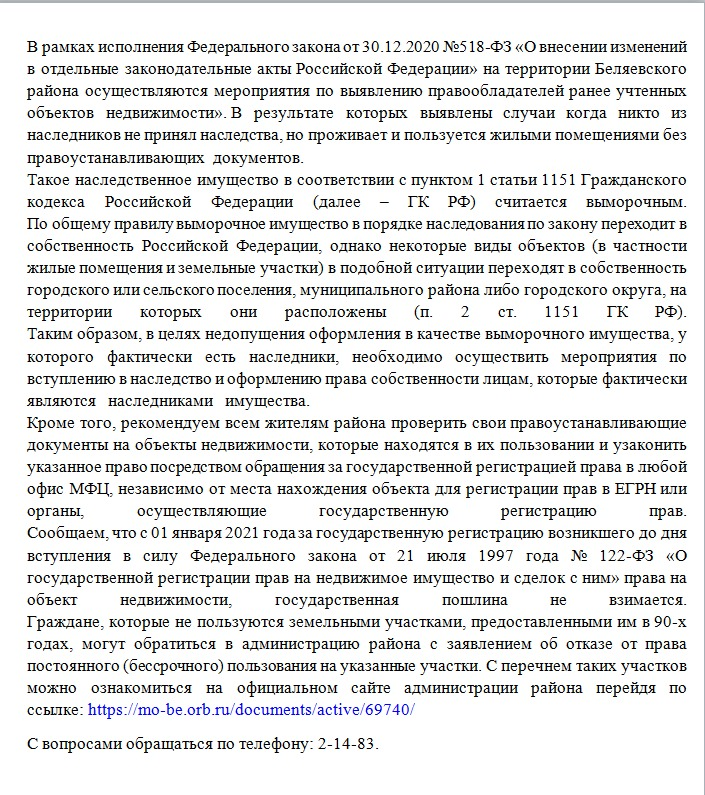 В рамках исполнения Федерального закона от 30.12.2020 №518-ФЗ «О внесении изменений
в отдельные законодательные акты Российской Федерации» на территории Беляевского
района осуществляются мероприятия по выявлению правообладателей ранее учтенных
объектов недвижимости». В результате которых выявлены случаи когда никто из
наследников не принял наследства, но проживает и пользуется жилыми помещениями без
правоустанавливающих документов.
Такое наследственное имущество в соответствии с пунктом 1 статьи 1151 Гражданского
кодекса Российской Федерации (далее – ГК РФ) считается выморочным.
По общему правилу выморочное имущество в порядке наследования по закону переходит в
собственность Российской Федерации, однако некоторые виды объектов (в частности
жилые помещения и земельные участки) в подобной ситуации переходят в собственность
городского или сельского поселения, муниципального района либо городского округа, на
территории которых они расположены (п. 2 ст. 1151 ГК РФ).
Таким образом, в целях недопущения оформления в качестве выморочного имущества, у
которого фактически есть наследники, необходимо осуществить мероприятия по
вступлению в наследство и оформлению права собственности лицам, которые фактически
являются наследниками имущества.
Кроме того, рекомендуем всем жителям района проверить свои правоустанавливающие
документы на объекты недвижимости, которые находятся в их пользовании и узаконить
указанное право посредством обращения за государственной регистрацией права в любой
офис МФЦ, независимо от места нахождения объекта для регистрации прав в ЕГРН или
органы, осуществляющие государственную регистрацию прав.
Сообщаем, что с 01 января 2021 года за государственную регистрацию возникшего до дня
вступления в силу Федерального закона от 21 июля 1997 года № 122-ФЗ «О
государственной регистрации прав на недвижимое имущество и сделок с ним» права на
объект недвижимости, государственная пошлина не взимается.
Граждане, которые не пользуются земельными участками, предоставленными им в 90-х
годах, могут обратиться в администрацию района с заявлением об отказе от права
постоянного (бессрочного) пользования на указанные участки. С перечнем таких участков
можно ознакомиться на официальном сайте администрации района перейдя по
ссылке: https://mo-be.orb.ru/documents/active/69740/
С вопросами обращаться по телефону: 2-14-83.